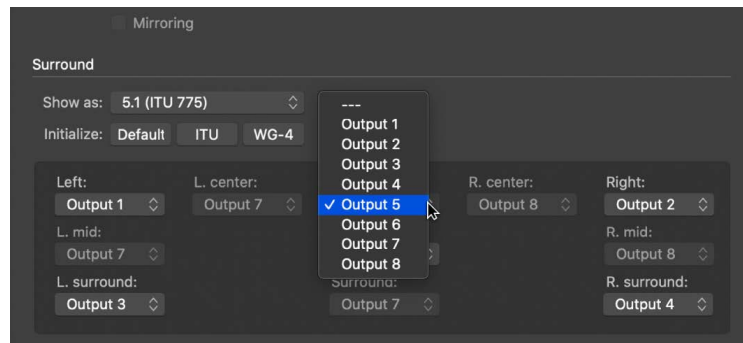 Mirroring
Surround
Show as: 5.1 (ITU 775)
Initialize: Default ITU WG-4
---
Output 1
Output 2
Output 3
Output 4
Output 5
Output 6
Output 7
Output 8
Left: L. center: R. center: Right:
Output 1 Output 7 Output 8 Output 2
L. mid: R. mid:
Output 7 Output 8
L. surround: Surround: R. surround:
Output 3 Output 7 Output 4